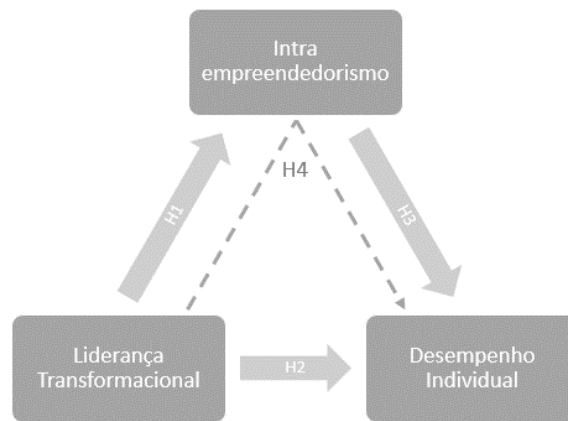 Intra
empreendedorismo
H4
H1
H3
Liderança
Transformacional
H2
Desempenho
Individual